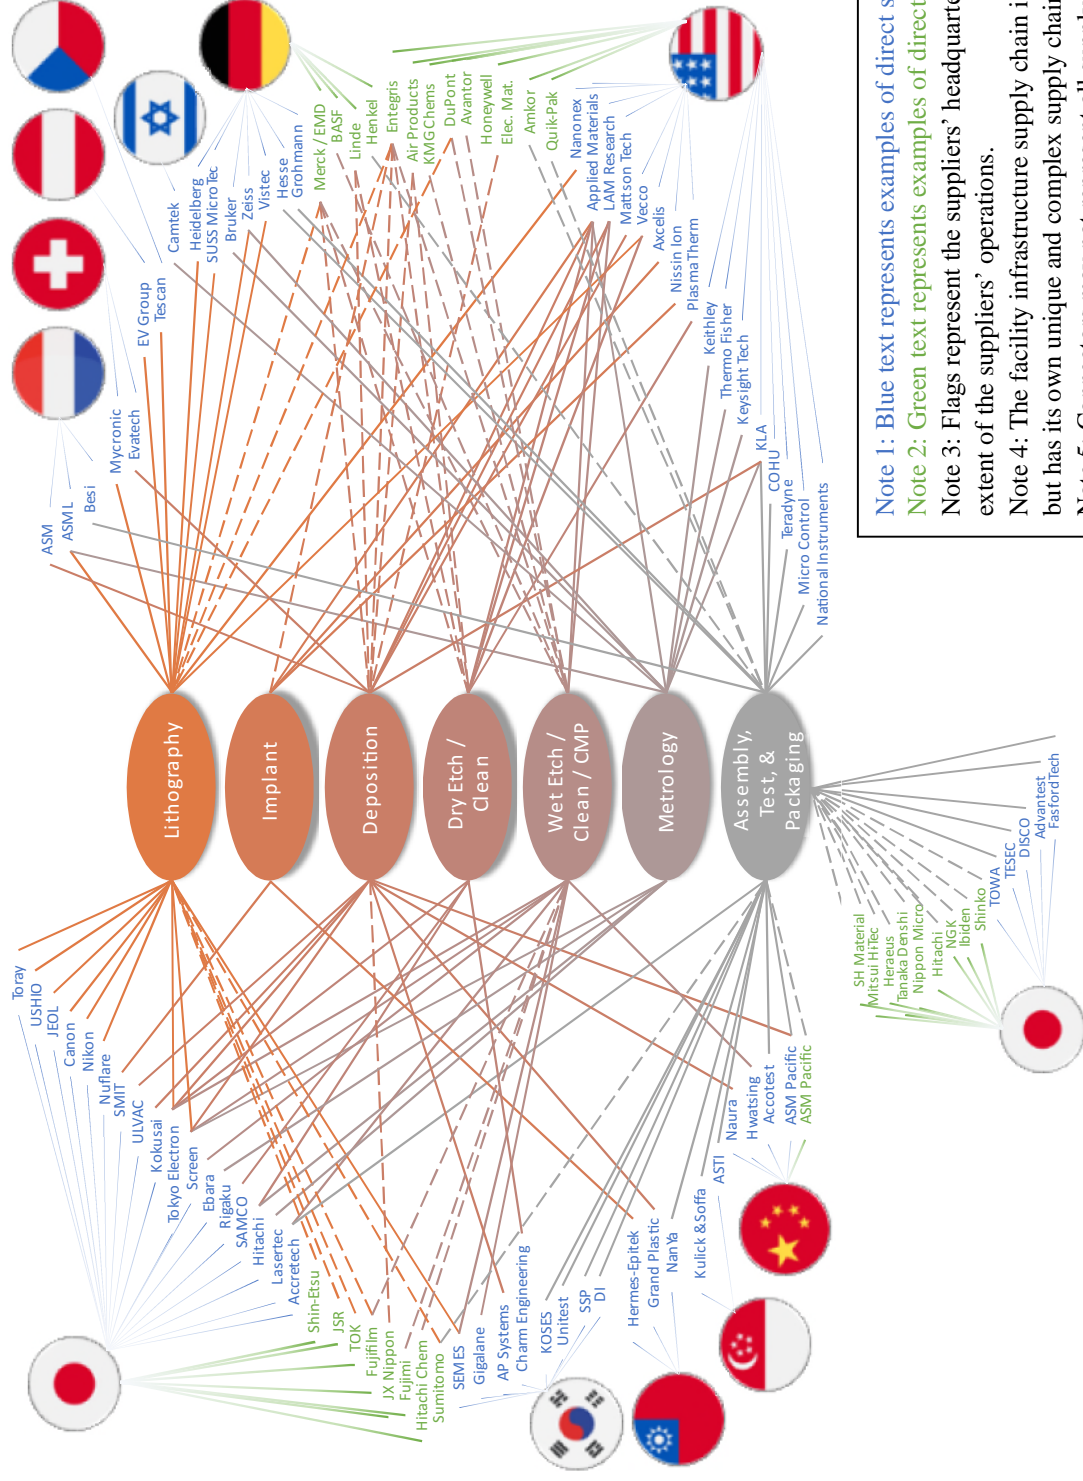 Toray
USHIO
JEOL
Canon
Nikon
Nuflare
SMIT
ULVAC
Kokusai
Tokyo Electron
Screen
Ebara
Rigaku
SAMCO
Hitachi
Lasertec
Accretech
Shin-Etsu
JSR
TOK
Fujifilm
JX Nippon
Fujimi
Hitachi Chem
Sumitomo
SEMES
Gigalane
AP Systems
Charm Engineering
KOSES
Unitest
SSP
DI
Hermes-Epitek
Grand Plastic
NanYa
Kulick &Soffa
ASTI
Naura
Hwatsing
Accotest
ASM Pacific
ASM Pacific
Lithography
Implant
Deposition
Dry Etch /
Clean
Wet Etch /
Clean / CMP
Metrology
Assembly,
Test, &
Packaging
SH Material
Mitsui HiTec
Heraeus
Tanaka Denshi
Nippon Micro
Hitachi
NGK
Ibiden
Shinko
TOWA
TESEC
DISCO
Advantest
FasfordTech
ASM
ASML
Besi
Mycronic
Evatech
EV Group
Tescan
Camtek
Heidelberg
SUSS MicroTec
Bruker
Zeiss
Vistec
Hesse
Grohmann
Merck / EMD
BASF
Linde
Henkel
Entegris
Air Products
KMG Chems
DuPont
Avantor
Honeywell
Elec. Mat.
Amkor
Quik-Pak
Nanonex
Applied Materials
LAM Research
Mattson Tech
Vecco
Axcelis
Nissin Ion
PlasmaTherm
Keithley
Thermo Fisher
Keysight Tech
KLA
COHU
Teradyne
Micro Control
National Instruments
Note 1: Blue text represents examples of direct s
Note 2: Green text represents examples of direct
Note 3: Flags represent the suppliers' headquarte
extent of the suppliers' operations.
Note 4: The facility infrastructure supply chain i
but has its own unique and complex supply chain